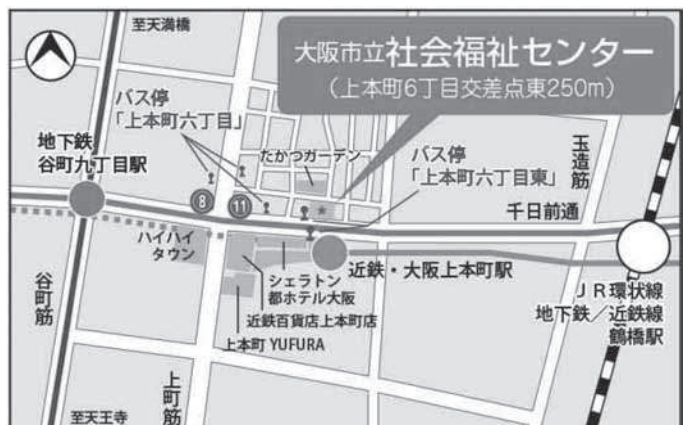 至天満橋
大阪市立社会福祉センター
(上本町6丁目交差点東250m)
バス停
「上本町六丁目」
地下鉄
谷町九丁目駅
たかつガーデン
バス停
「上本町六丁目東」
玉造筋
8
11
千日前通
ハイハイ
タウン
シェラトン
都ホテル大阪
近鉄・大阪上本町駅
近鉄百貨店上本町店
上本町 YUFURA
JR環状線
地下鉄/近鉄線
鶴橋駅
谷町筋
上町筋
至天王寺